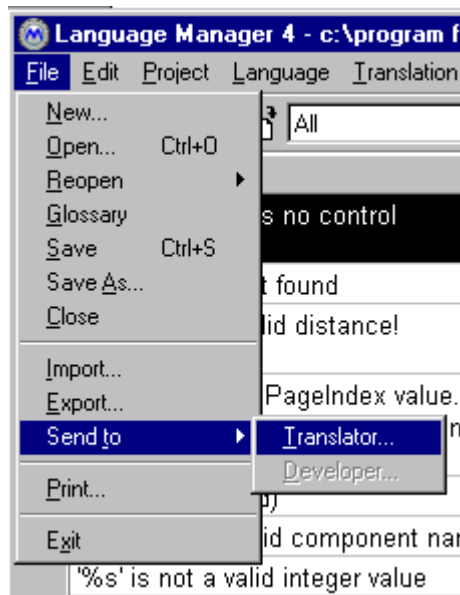 Language Manager 4 - c:\program f
File Edit Project Language Translation
All
New...
Open... Ctrl+O
Reopen
Glossary
Save Ctrl+S
Save As...
Close
Import...
Export...
Send to
Print...
Exit
Translator...
Developer...
s no control
t found
lid distance!
PageIndex value.
id component nar
'%s' is not a valid integer value